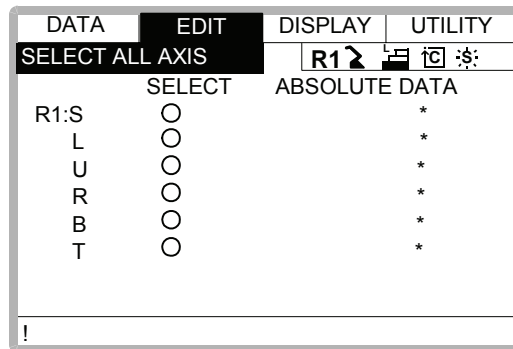 DATA EDIT DISPLAY UTILITY
SELECT ALL AXIS R1 L C S
SELECT ABSOLUTE DATA
R1:S *
L *
U *
R *
B *
T *
!